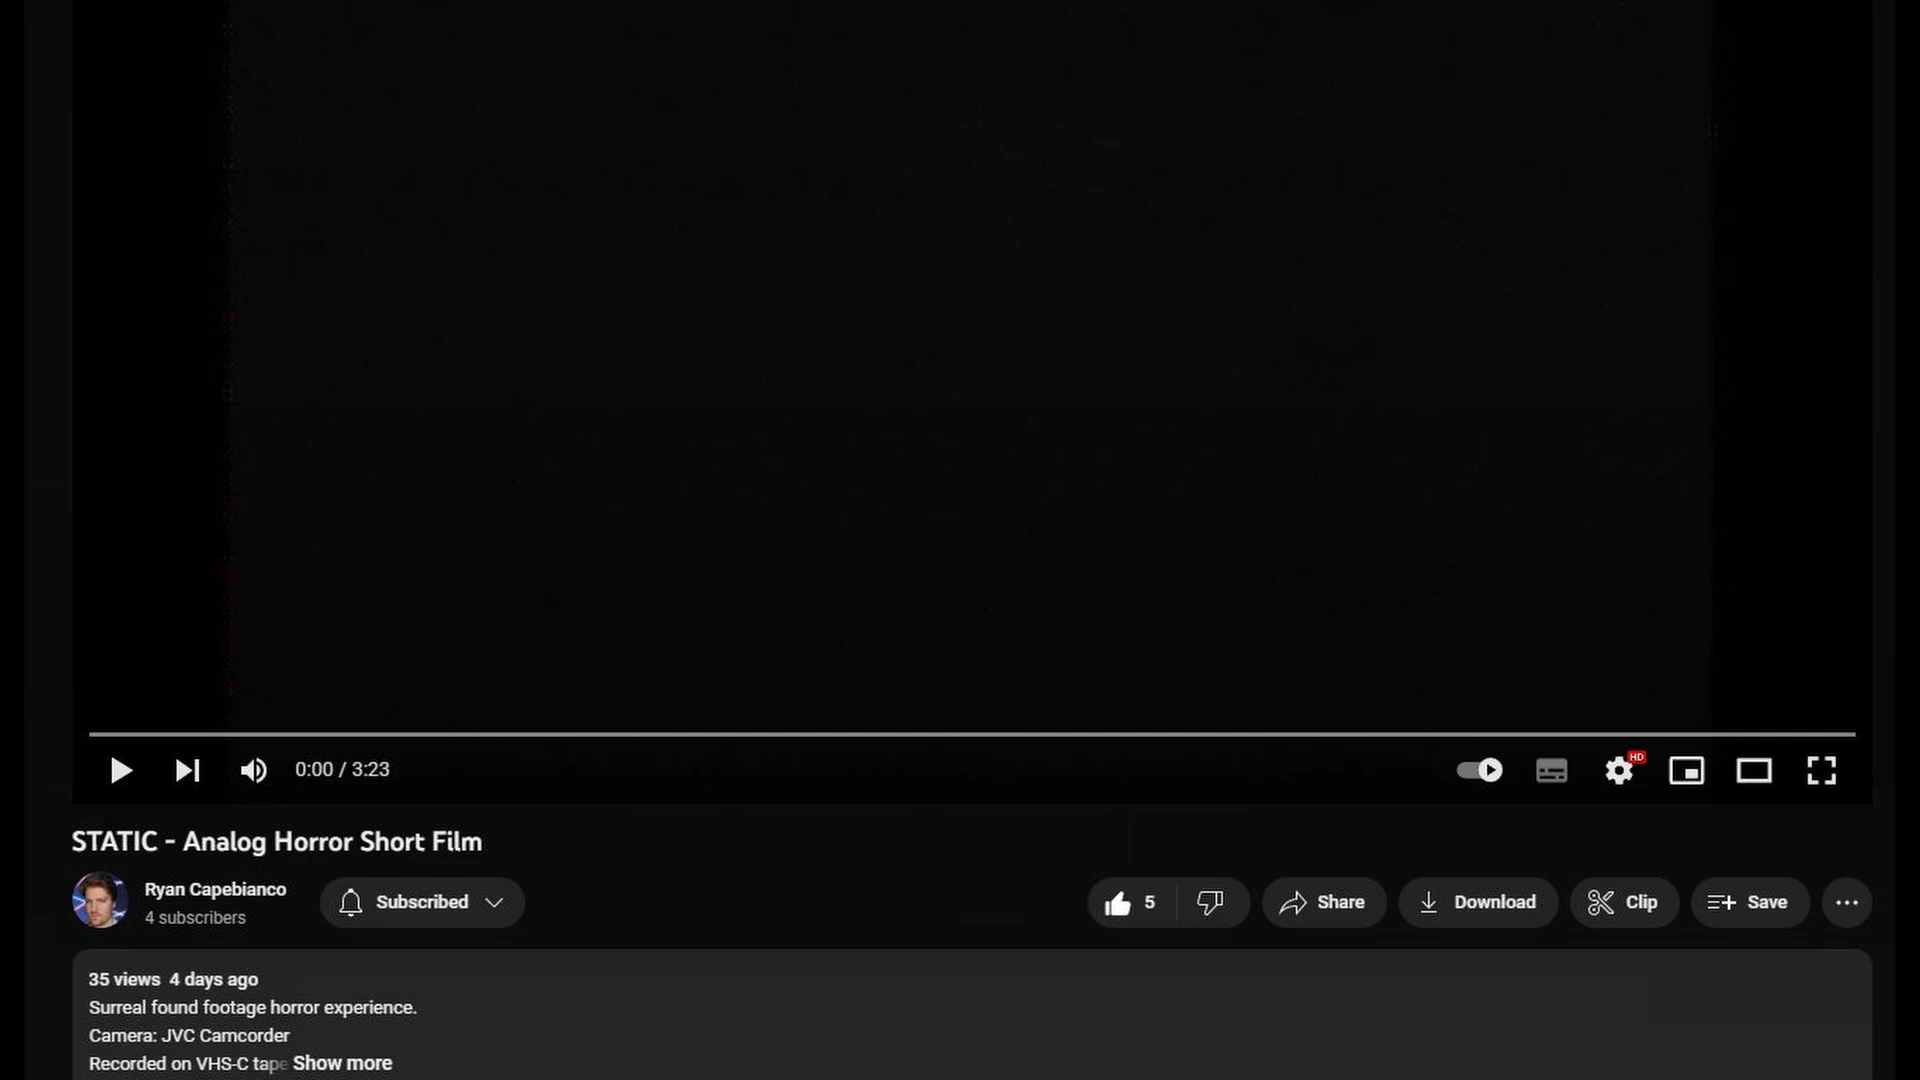 0:00 / 3:23
HD
STATIC - Analog Horror Short Film
Ryan Capebianco
4 subscribers
Subscribed
5
Share
Download
Clip
Save
35 views 4 days ago
Surreal found footage horror experience.
Camera: JVC Camcorder
Recorded on VHS-C tape Show more